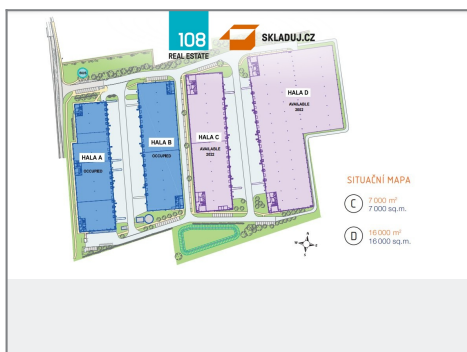 108
REAL ESTATE
SKLADUJ.CZ
HALA A
OCCUPIED
HALA B
OCCUPIED
HALA C
AVAILABLE
2022
HALA D
AVAILABLE
2022
SITUAČNÍ MAPA
C
7 000 m²
7 000 sq.m.
D
16 000 m²
16 000 sq.m.
N
S